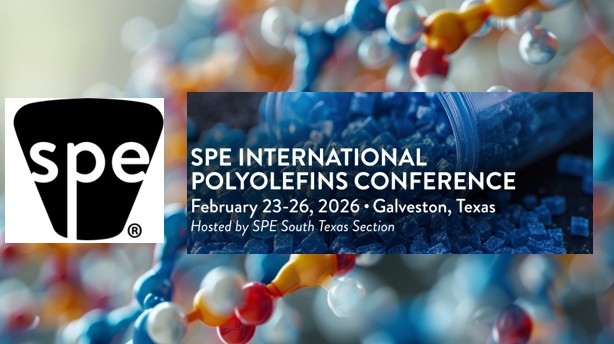 spe
®
SPE INTERNATIONAL
POLYOLEFINS CONFERENCE
February 23-26, 2026 • Galveston, Texas
Hosted by SPE South Texas Section